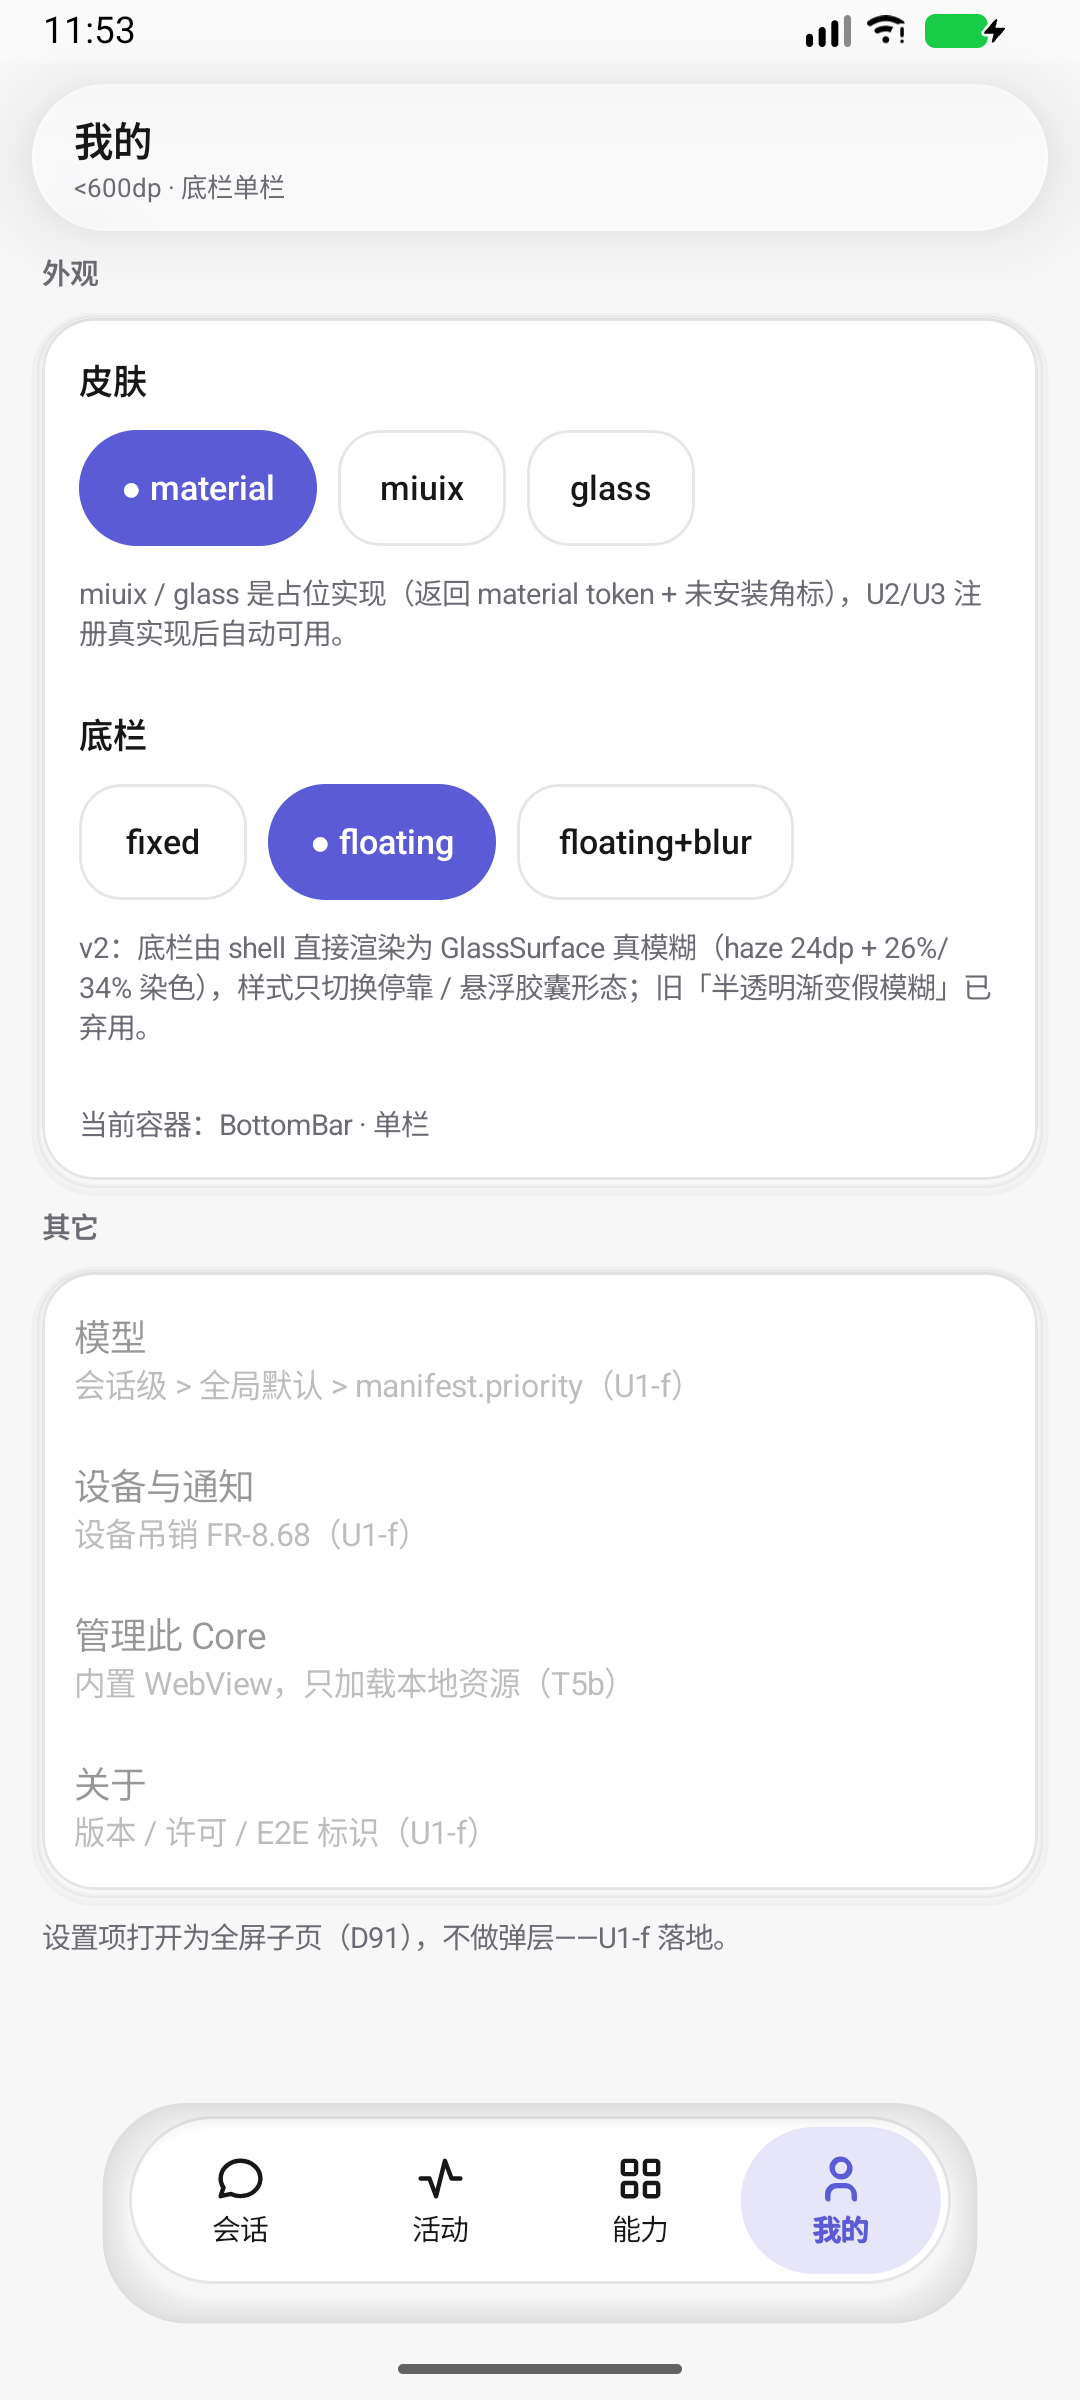 11:53
我的
<600dp · 底栏单栏
外观
皮肤
● material
miuix
glass
miuix / glass 是占位实现（返回 material token + 未安装角标），U2/U3 注
册真实现后自动可用。
底栏
fixed
● floating
floating+blur
v2：底栏由 shell 直接渲染为 GlassSurface 真模糊（haze 24dp + 26%/
34% 染色），样式只切换停靠 / 悬浮胶囊形态；旧「半透明渐变假模糊」已
弃用。
当前容器：BottomBar · 单栏
其它
模型
会话级 > 全局默认 > manifest.priority（U1-f）
设备与通知
设备吊销 FR-8.68（U1-f）
管理此 Core
内置 WebView，只加载本地资源（T5b）
关于
版本 / 许可 / E2E 标识（U1-f）
设置项打开为全屏子页（D91），不做弹层——U1-f 落地。
会话
活动
能力
我的